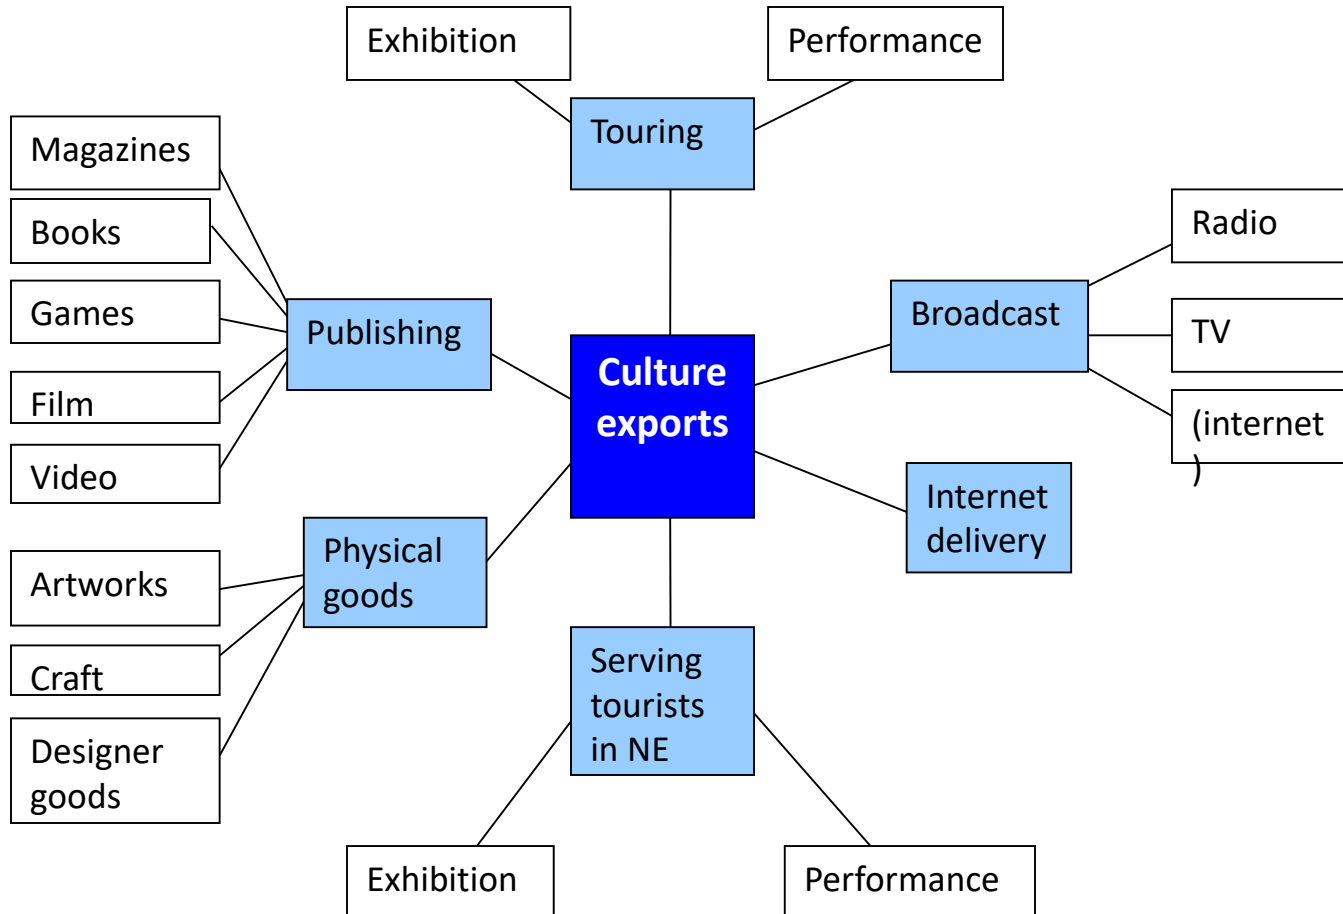 Exhibition
Performance
Touring
Magazines
Books
Games
Film
Video
Publishing
Radio
TV
(internet
)
Broadcast
Culture
exports
Internet
delivery
Physical
goods
Artworks
Craft
Designer
goods
Serving
tourists
in NE
Exhibition
Performance